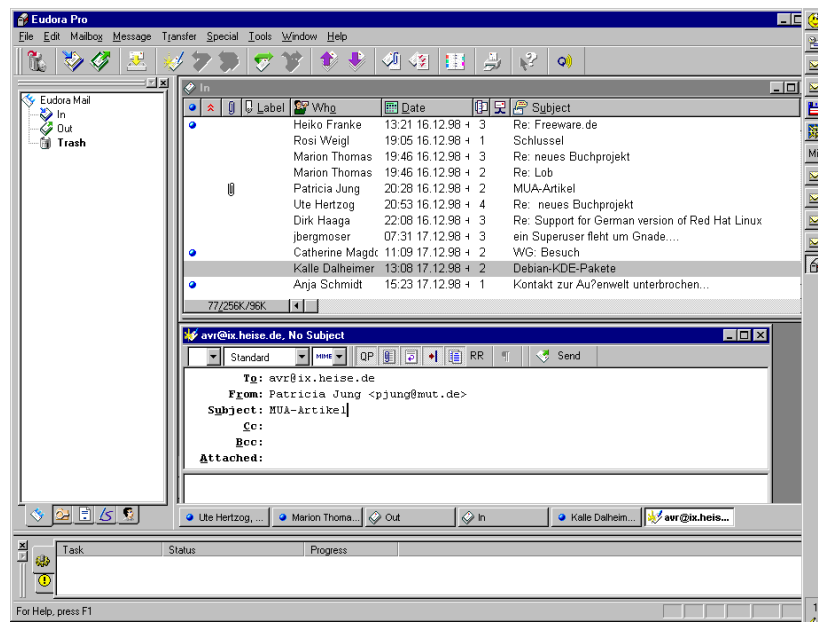 Eudora Pro
File Edit Mailbox Message Transfer Special Tools Window Help
Eudora Mail
In
Out
Trash
In
Label Who Date Subject
Heiko Franke 13:21 16.12.98 + 3 Re: Freeware.de
Rosi Weigl 19:05 16.12.98 + 1 Schlussel
Marion Thomas 19:46 16.12.98 + 3 Re: neues Buchprojekt
Marion Thomas 19:46 16.12.98 + 2 Re: Lob
Patricia Jung 20:28 16.12.98 + 2 MUA-Artikel
Ute Hertzog 20:53 16.12.98 + 4 Re: neues Buchprojekt
Dirk Haaga 22:08 16.12.98 + 3 Re: Support for German version of Red Hat Linux
jbergmoser 07:31 17.12.98 + 3 ein Superuser fleht um Gnade....
Catherine Magdc 11:09 17.12.98 + 2 WG: Besuch
Kalle Dalheimer 13:08 17.12.98 + 2 Debian-KDE-Pakete
Anja Schmidt 15:23 17.12.98 + 1 Kontakt zur Au?enwelt unterbrochen...
77/256K/96K
avr@ix.heise.de, No Subject
Standard MIME QP RR Send
To: avr@ix.heise.de
From: Patricia Jung <pjung@mut.de>
Subject: MUA-Artikel
Cc:
Bcc:
Attached:
Ute Hertzog, ... Marion Thoma... Out In Kalle Dalheim... avr@ix.heis...
Task Status Progress
For Help, press F1